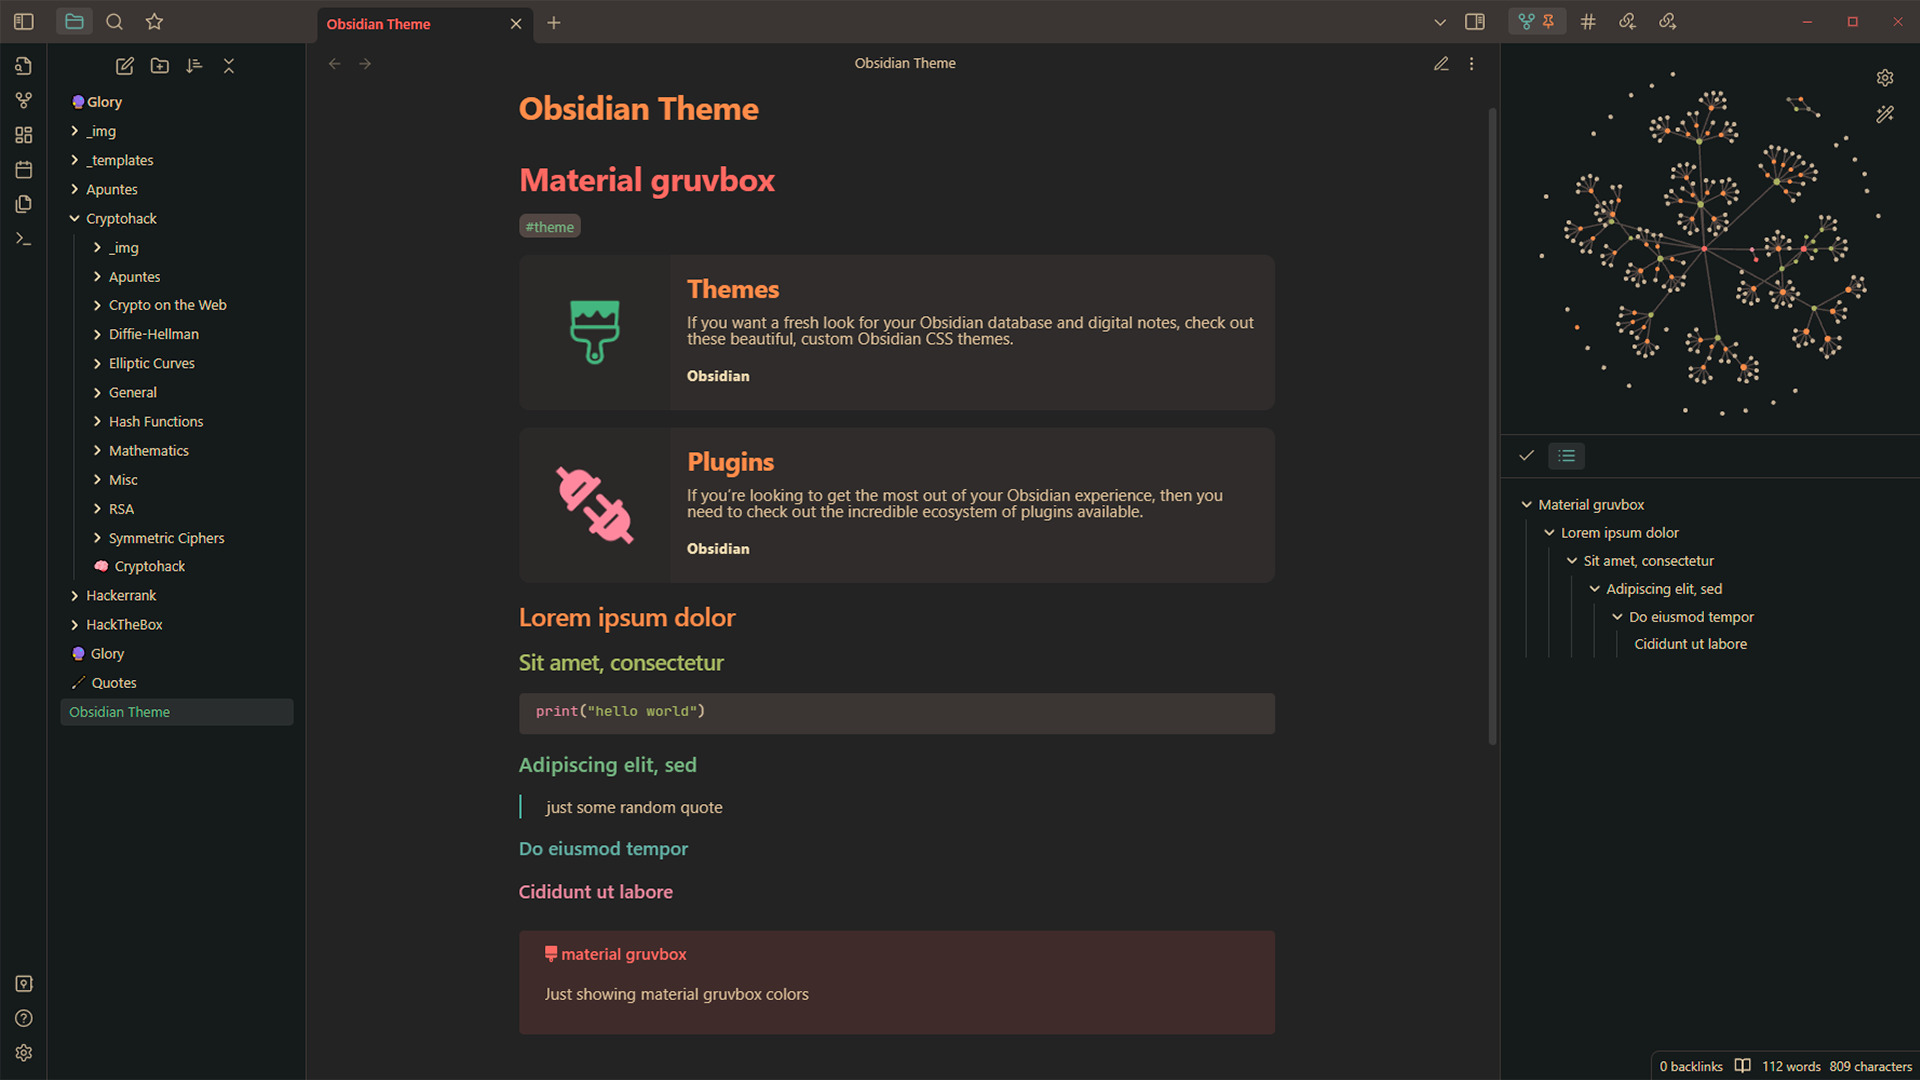 Obsidian Theme
Glory
_img
_templates
Apuntes
Cryptohack
_img
Apuntes
Crypto on the Web
Diffie-Hellman
Elliptic Curves
General
Hash Functions
Mathematics
Misc
RSA
Symmetric Ciphers
Cryptohack
Hackerrank
HackTheBox
Glory
Quotes
Obsidian Theme
Obsidian Theme
Obsidian Theme
Material gruvbox
#theme
Themes
If you want a fresh look for your Obsidian database and digital notes, check out
these beautiful, custom Obsidian CSS themes.
Obsidian
Plugins
If you're looking to get the most out of your Obsidian experience, then you
need to check out the incredible ecosystem of plugins available.
Obsidian
Lorem ipsum dolor
Sit amet, consectetur
print("hello world")
Adipiscing elit, sed
just some random quote
Do eiusmod tempor
Cididunt ut labore
material gruvbox
Just showing material gruvbox colors
Material gruvbox
Lorem ipsum dolor
Sit amet, consectetur
Adipiscing elit, sed
Do eiusmod tempor
Cididunt ut labore
0 backlinks 112 words 809 characters